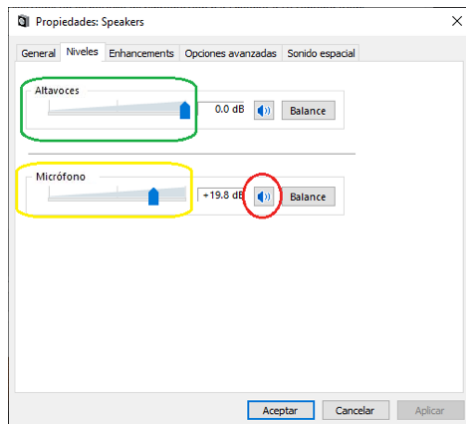 Propiedades: Speakers
General Niveles Enhancements Opciones avanzadas Sonido espacial
Altavoces
0.0 dB Balance
Micrófono
+19.8 dB Balance
Aceptar Cancelar Aplicar